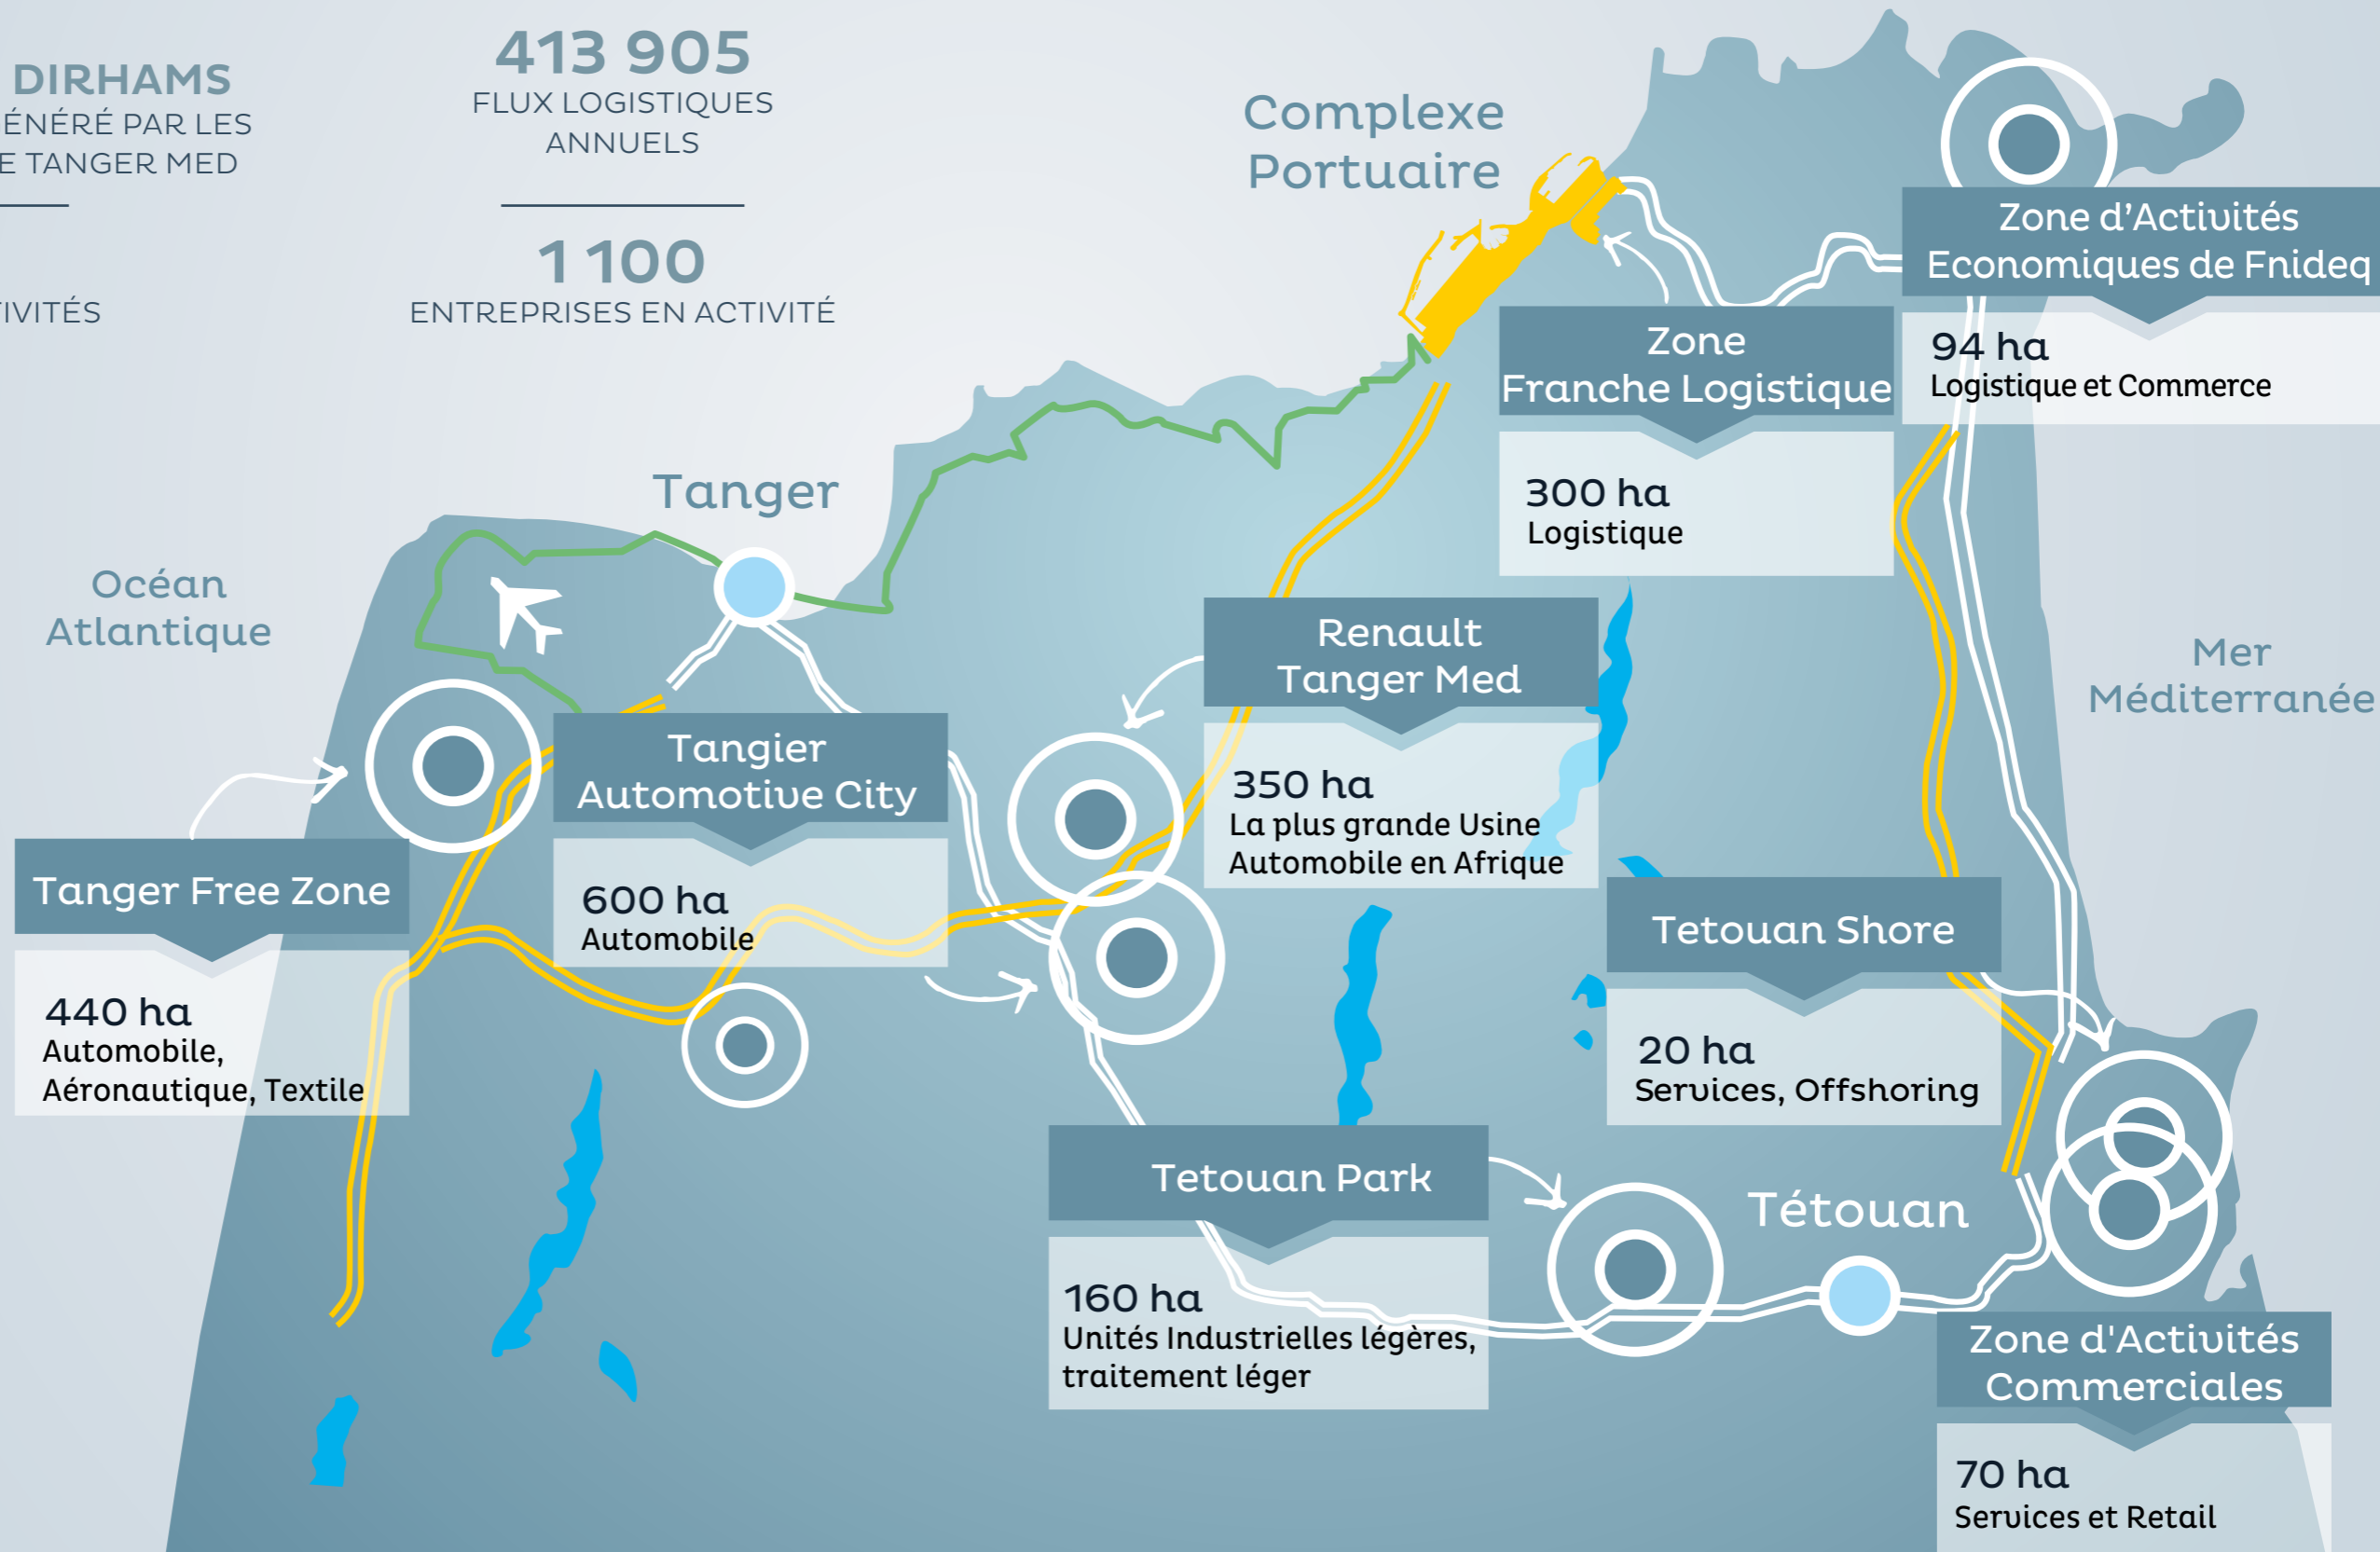 DIRHAMS
ÉNÉRÉ PAR LES
E TANGER MED
IVITÉS
413 905
FLUX LOGISTIQUES
ANNUELS
1 100
ENTREPRISES EN ACTIVITÉ
Complexe
Portuaire
Zone d'Activités
Economiques de Fnideq
94 ha
Logistique et Commerce
Zone
Franche Logistique
300 ha
Logistique
Tanger
Océan
Atlantique
Renault
Tanger Med
350 ha
La plus grande Usine
Automobile en Afrique
Mer
Méditerranée
Tangier
Automotive City
600 ha
Automobile
Tanger Free Zone
440 ha
Automobile,
Aéronautique, Textile
Tetouan Shore
20 ha
Services, Offshoring
Tetouan Park
160 ha
Unités Industrielles légères,
traitement léger
Tétouan
Zone d'Activités
Commerciales
70 ha
Services et Retail